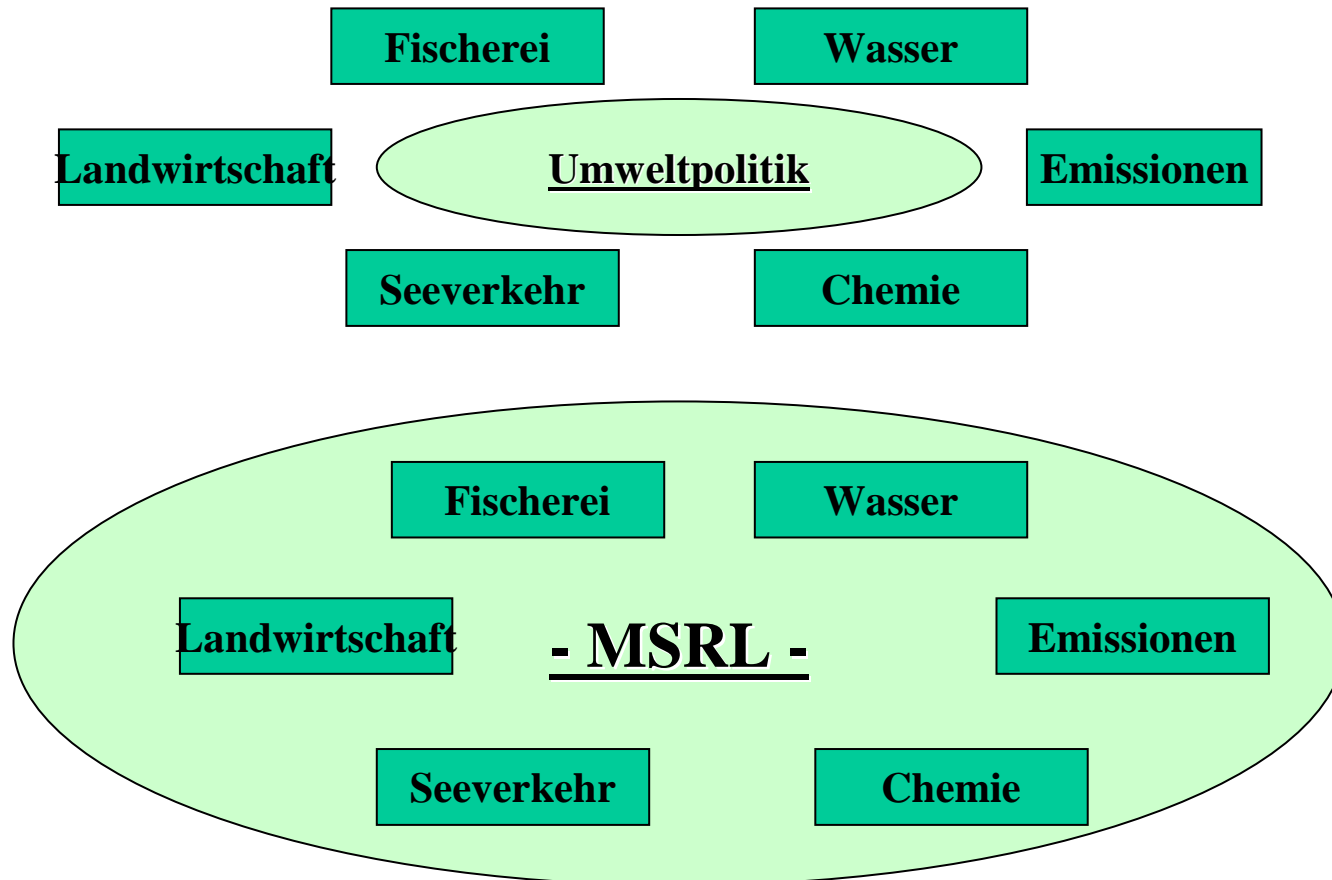 Fischerei Wasser
Landwirtschaft Umweltpolitik Emissionen
Seeverkehr Chemie
Fischerei Wasser
Landwirtschaft - MSRL - Emissionen
Seeverkehr Chemie